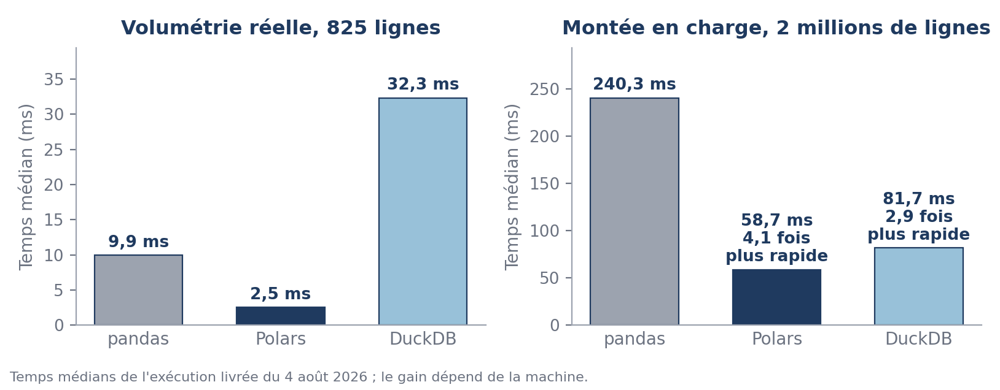 Volumétrie réelle, 825 lignes
Temps médian (ms)
35
30
25
20
15
10
5
0
9,9 ms
2,5 ms
32,3 ms
pandas
Polars
DuckDB
Montée en charge, 2 millions de lignes
Temps médian (ms)
250
200
150
100
50
0
240,3 ms
58,7 ms
4,1 fois
plus rapide
81,7 ms
2,9 fois
plus rapide
pandas
Polars
DuckDB
Temps médians de l'exécution livrée du 4 août 2026 ; le gain dépend de la machine.